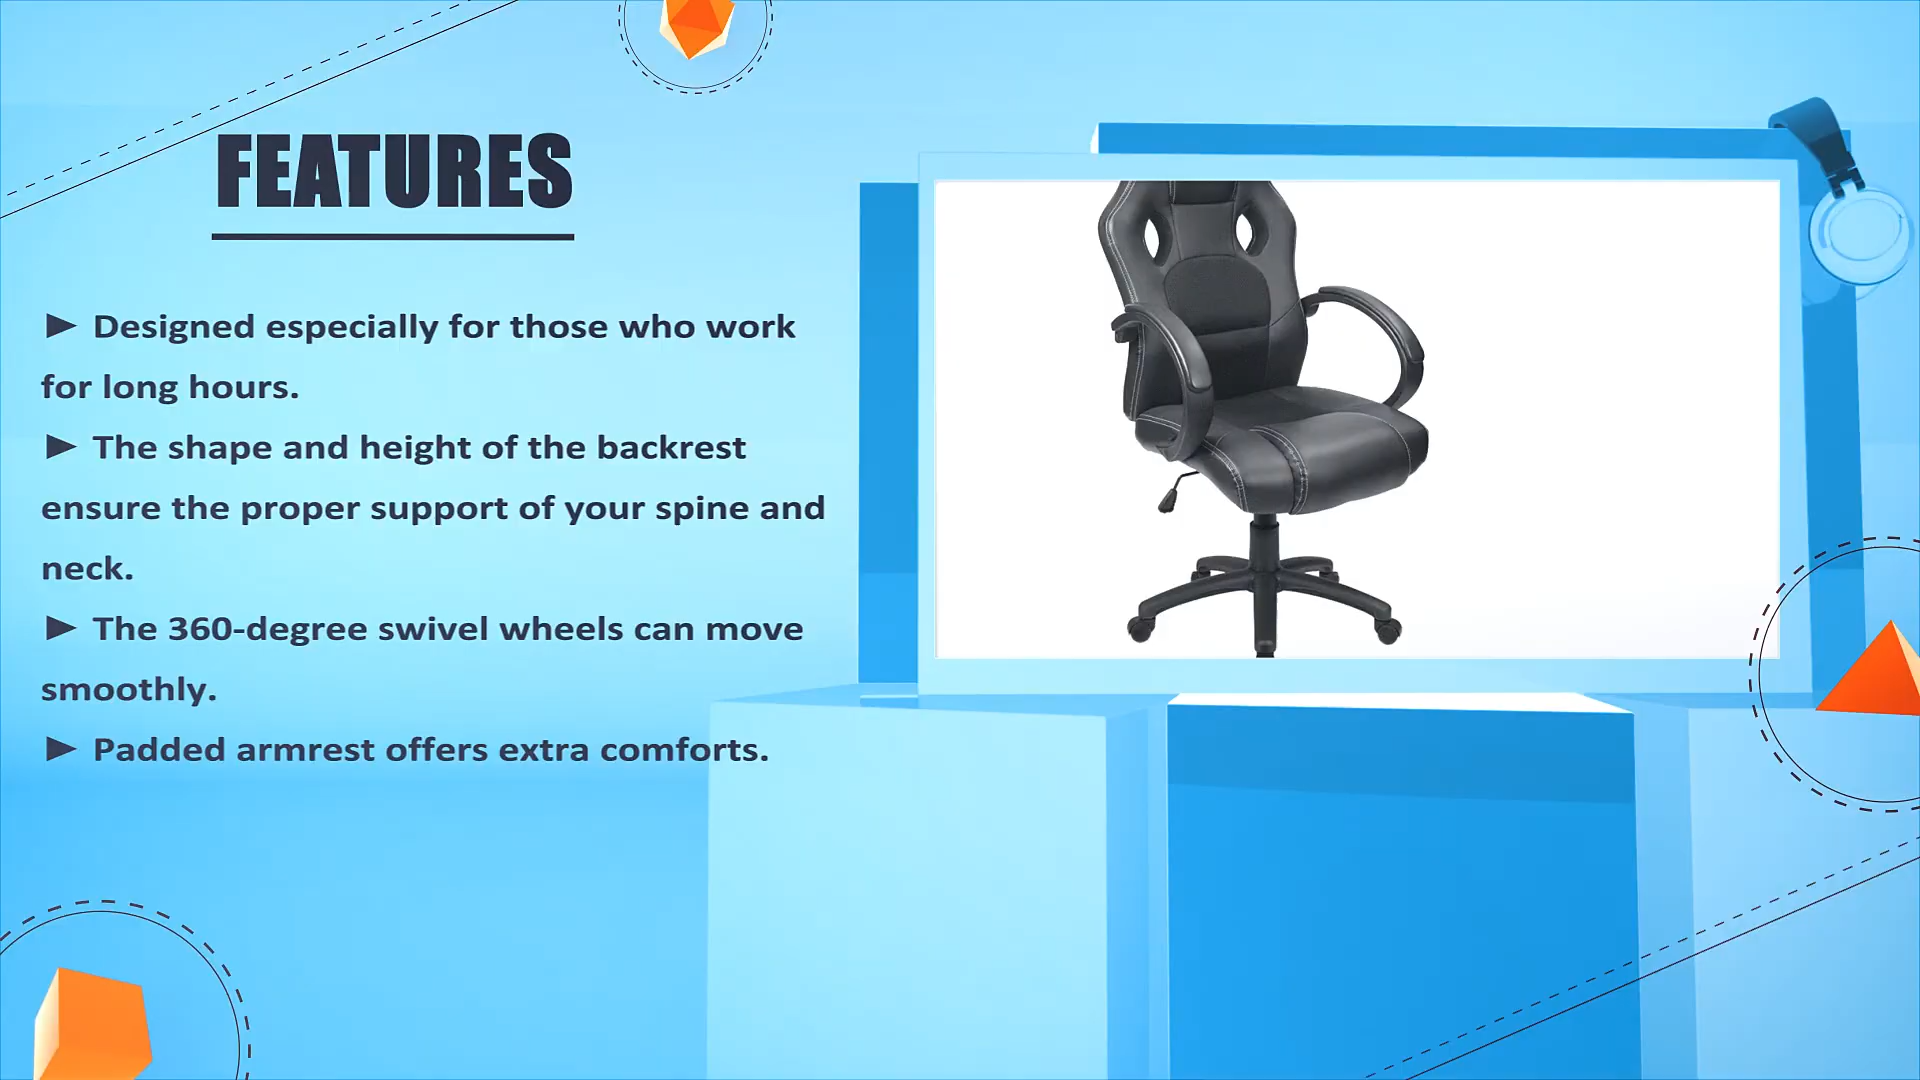 FEATURES
► Designed especially for those who work
for long hours.
► The shape and height of the backrest
ensure the proper support of your spine and
neck.
► The 360-degree swivel wheels can move
smoothly.
► Padded armrest offers extra comforts.